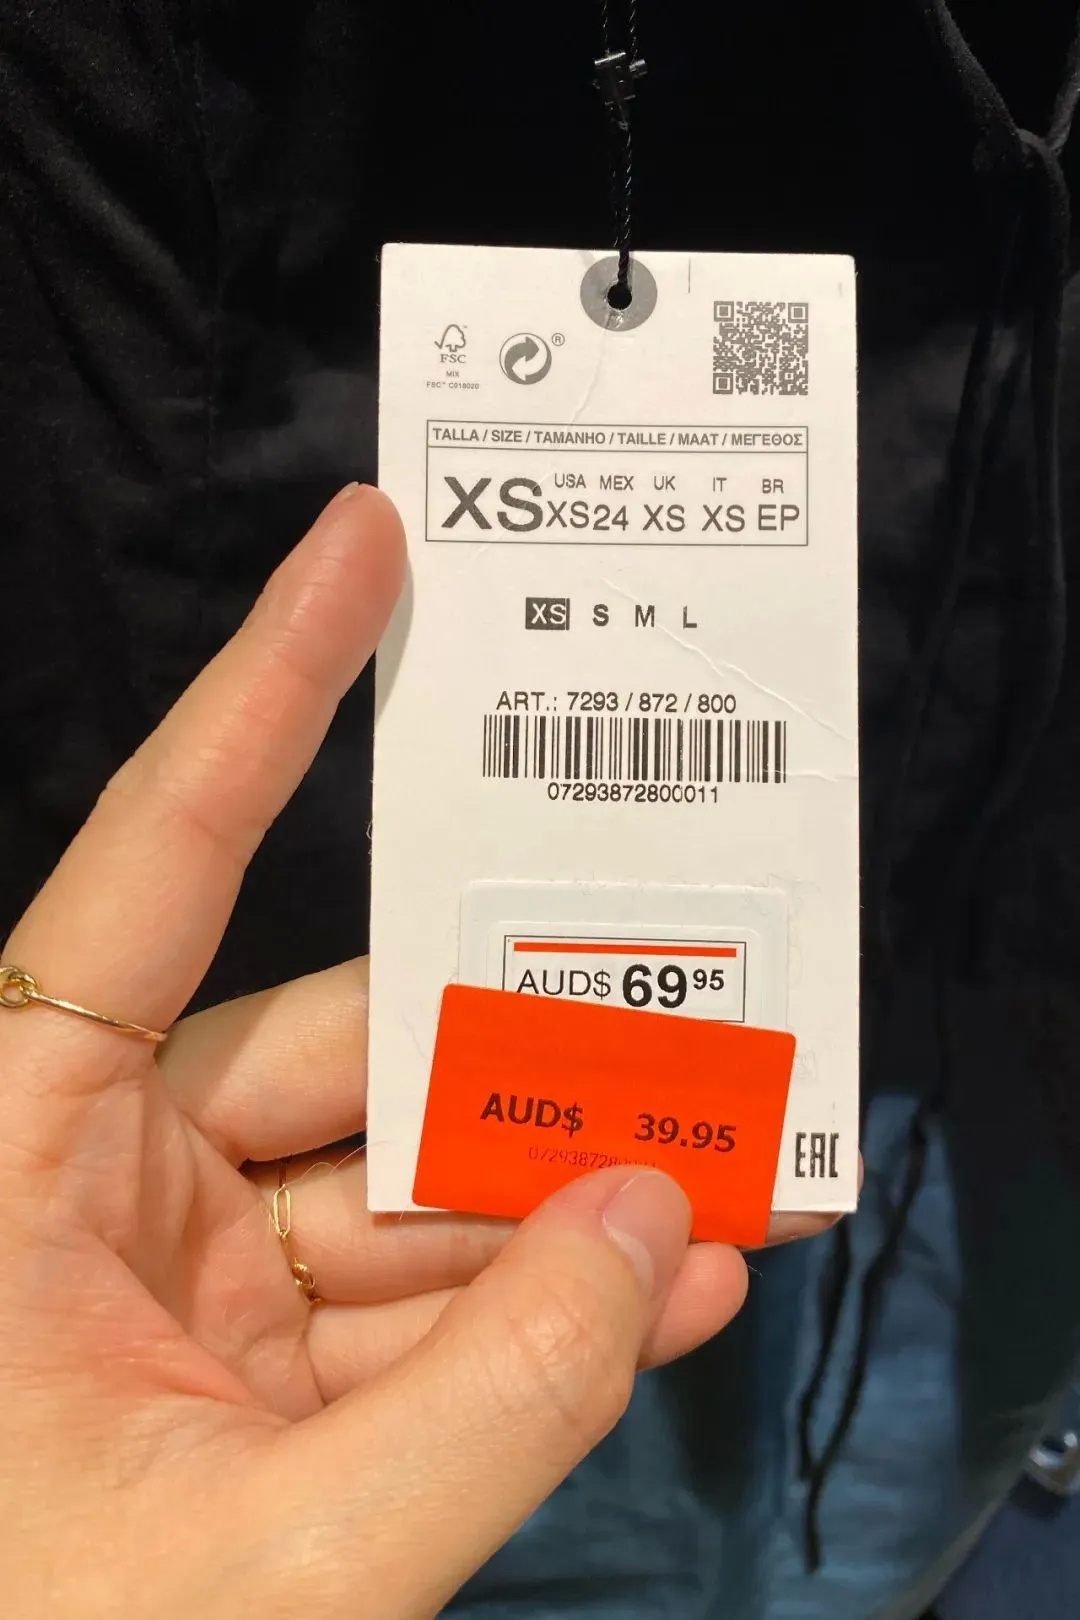 FSC
MIX
FSC™ C018020
®
TALLA / SIZE / TAMANHO / TAILLE / MAAT / ΜΕΓΕΘΟΣ
USA MEX UK IT BR
XS XS 24 XS XS EP
XS S M L
ART.: 7293 / 872 / 800
07293872800011
AUD$ 69 95
AUD$ 39.95
EAC